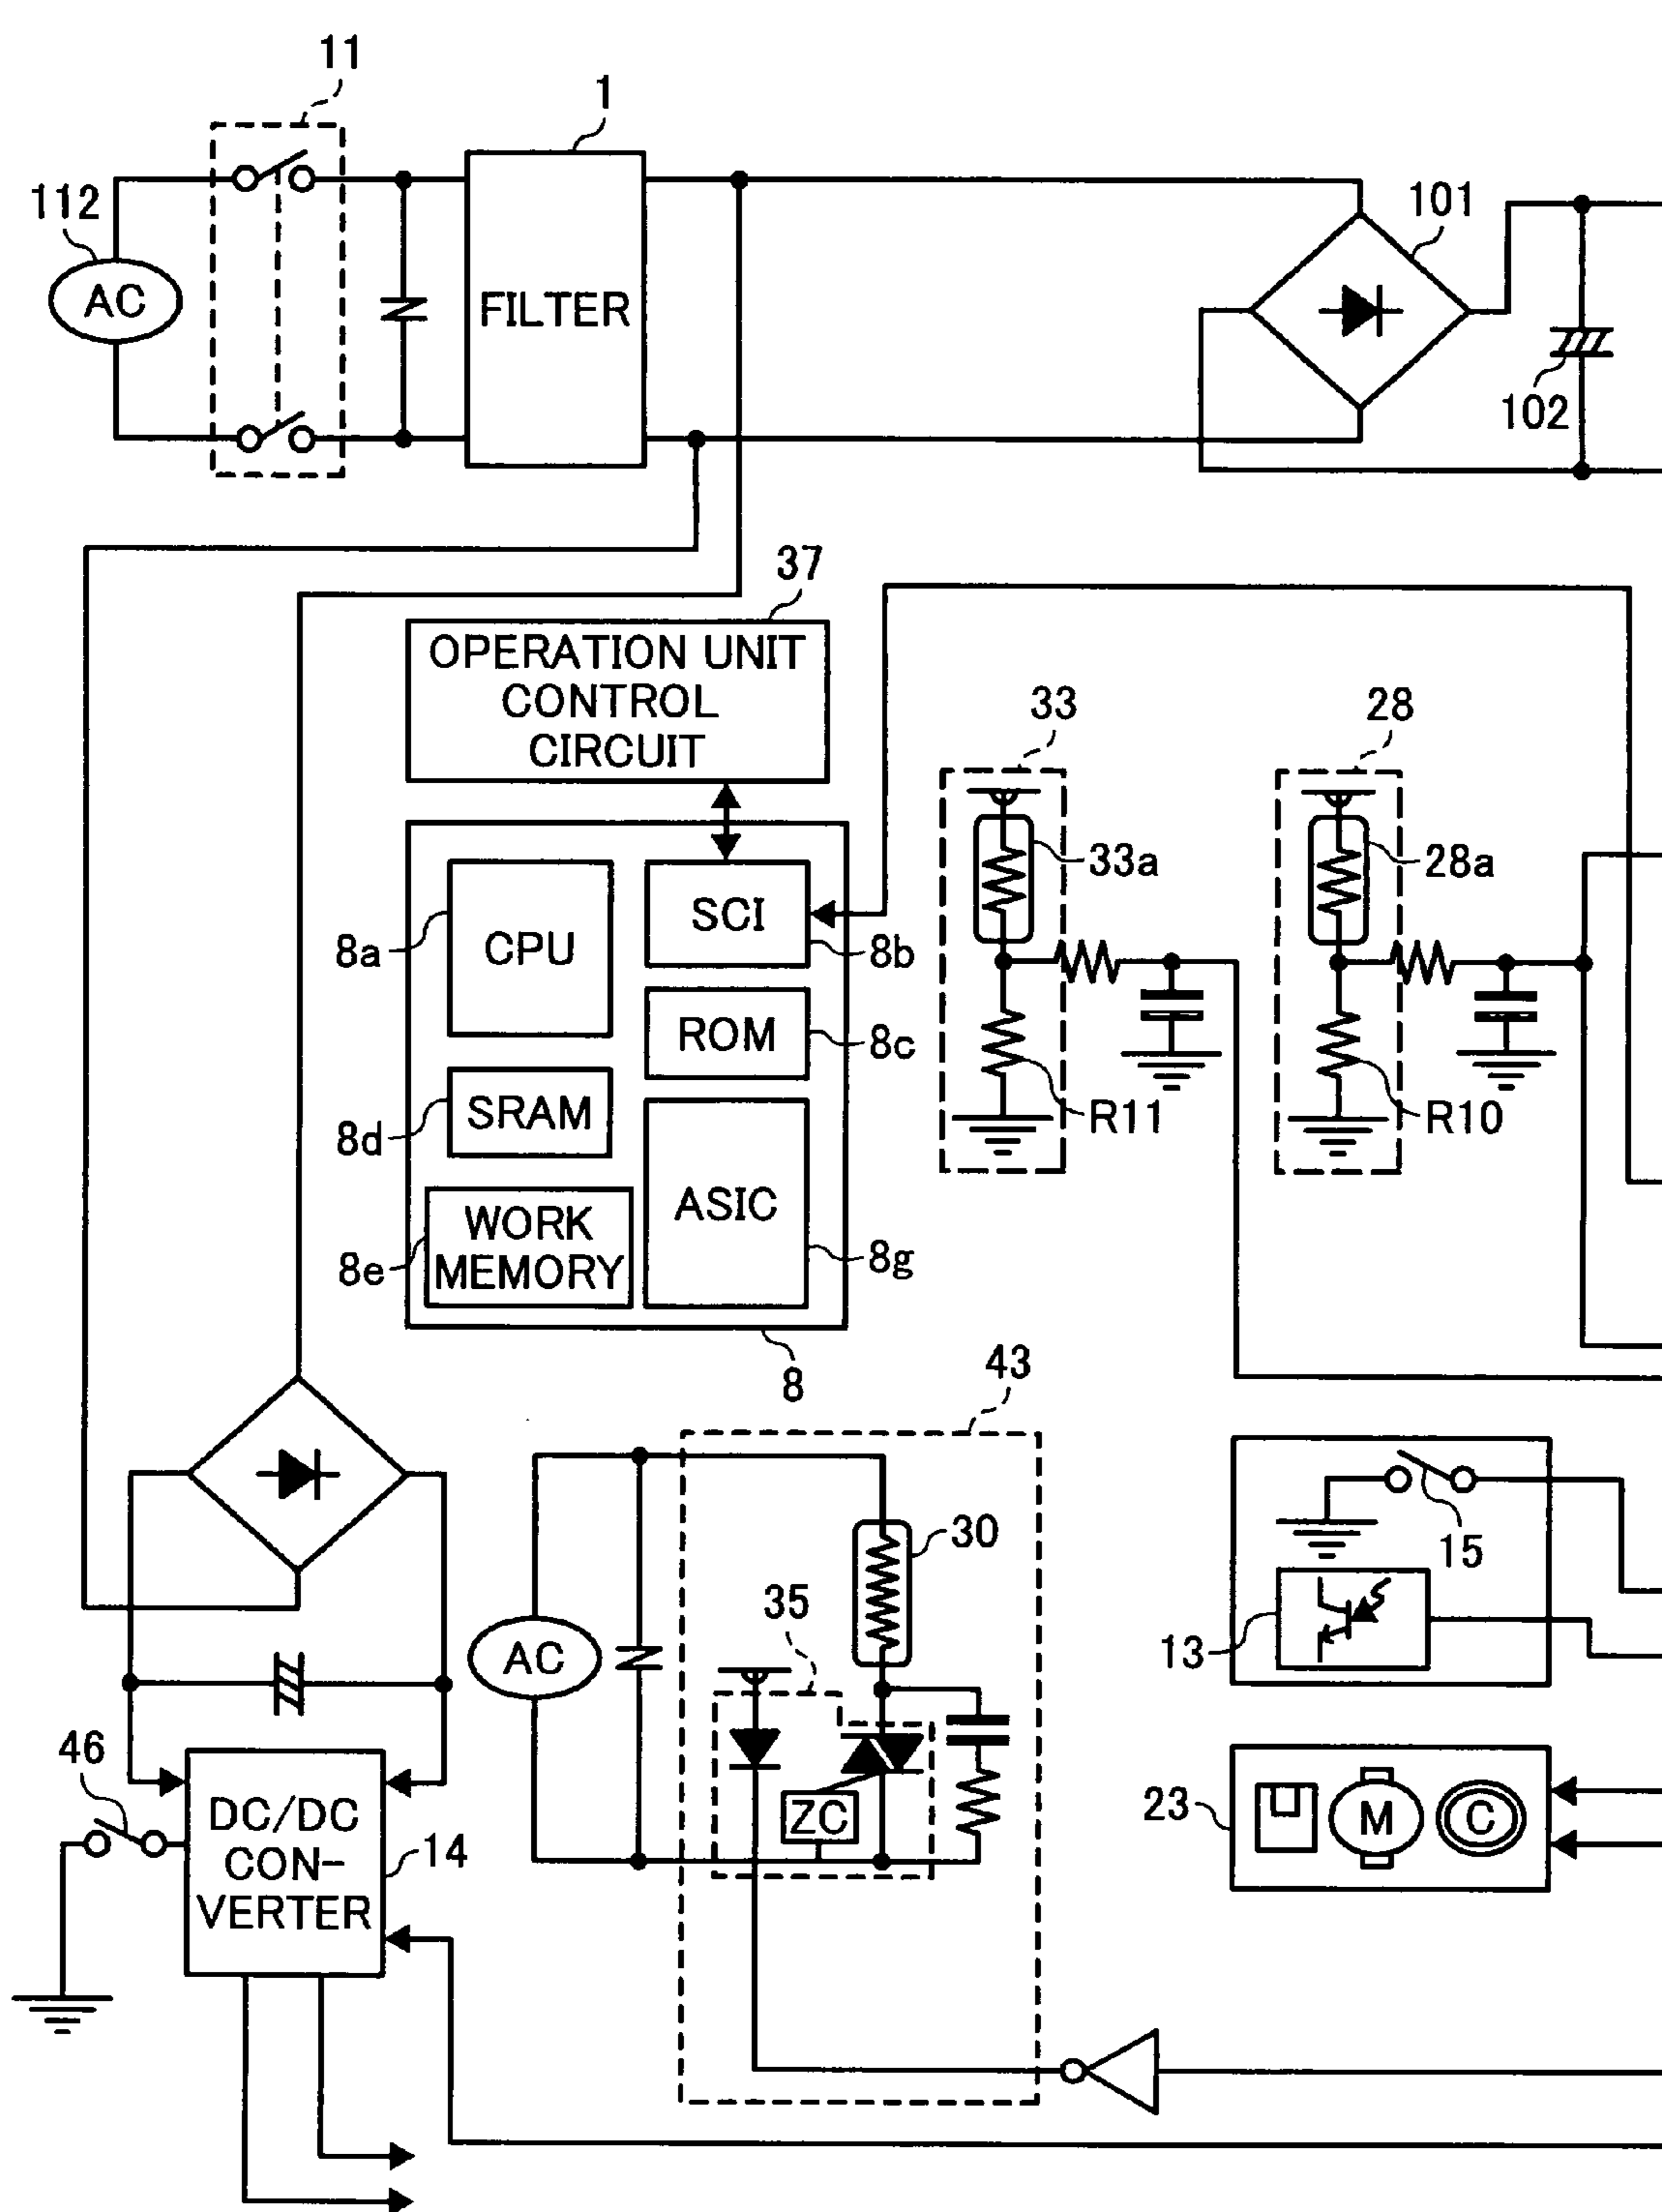 11
1
112
101
AC
FILTER
102
37
OPERATION UNIT
CONTROL
CIRCUIT
33
28
33a
28a
SCI
8a
CPU
8b
ROM
8c
SRAM
8d
R11
R10
ASIC
WORK
MEMORY
8e
8g
8
43
30
15
35
AC
13
46
ZC
23
M
C
DC/DC
CON-
VERTER
14